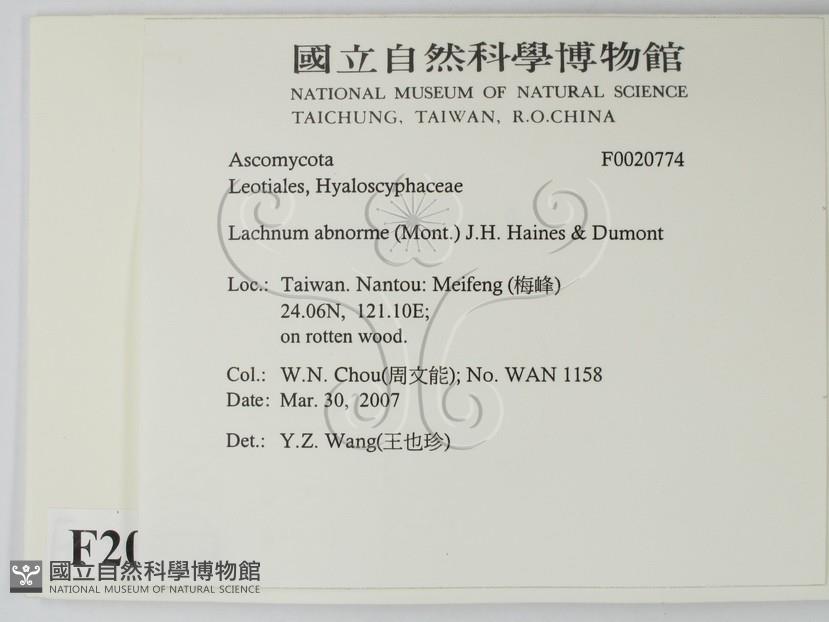 國立自然科學博物館
NATIONAL MUSEUM OF NATURAL SCIENCE
TAICHUNG, TAIWAN, R.O.CHINA
Ascomycota F0020774
Leotiales, Hyaloscyphaceae
Lachnum abnorme (Mont.) J.H. Haines & Dumont
Loc.: Taiwan. Nantou: Meifeng (梅峰)
24.06N, 121.10E;
on rotten wood.
Col.: W.N. Chou(周文能); No. WAN 1158
Date: Mar. 30, 2007
Det.: Y.Z. Wang(王也珍)
F20
國立自然科學博物館
NATIONAL MUSEUM OF NATURAL SCIENCE